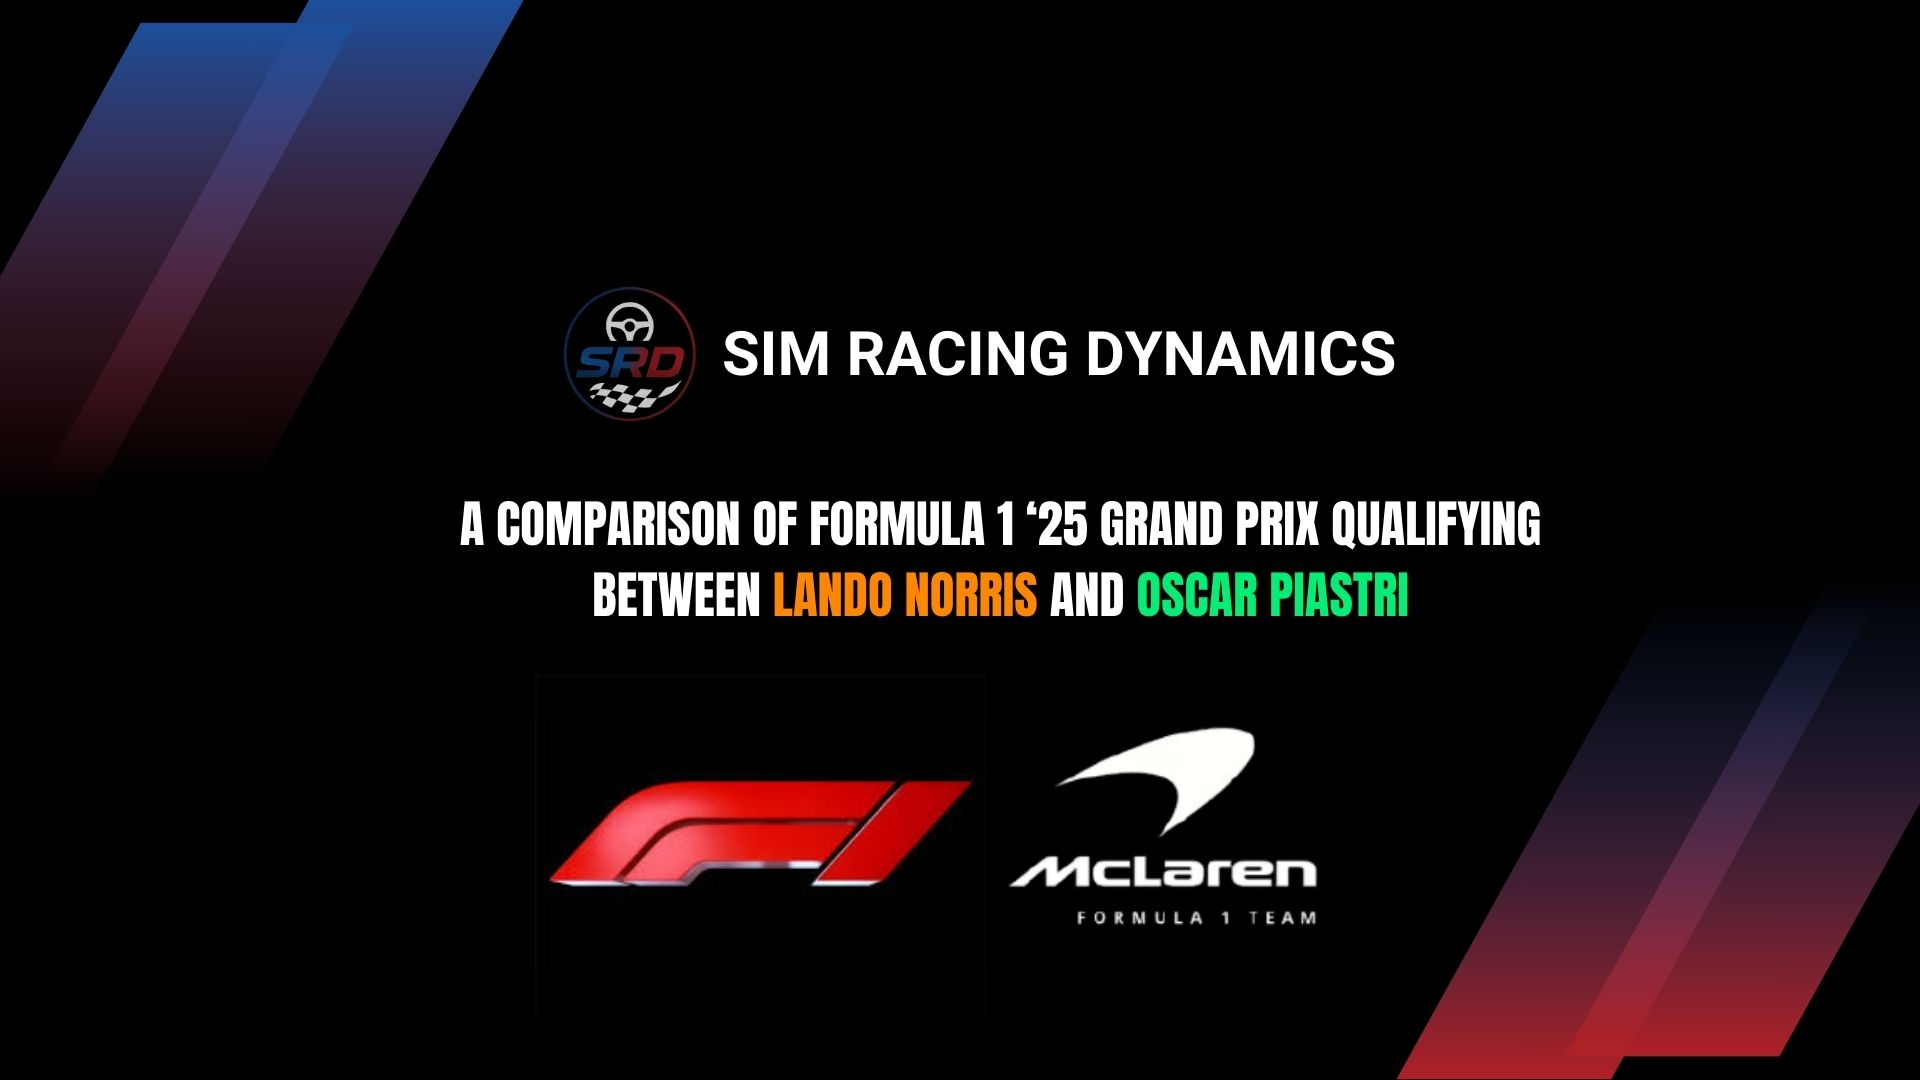 SRD
SIM RACING DYNAMICS
A COMPARISON OF FORMULA 1 ‘25 GRAND PRIX QUALIFYING
BETWEEN LANDO NORRIS AND OSCAR PIASTRI
F1
McLaren
FORMULA 1 TEAM